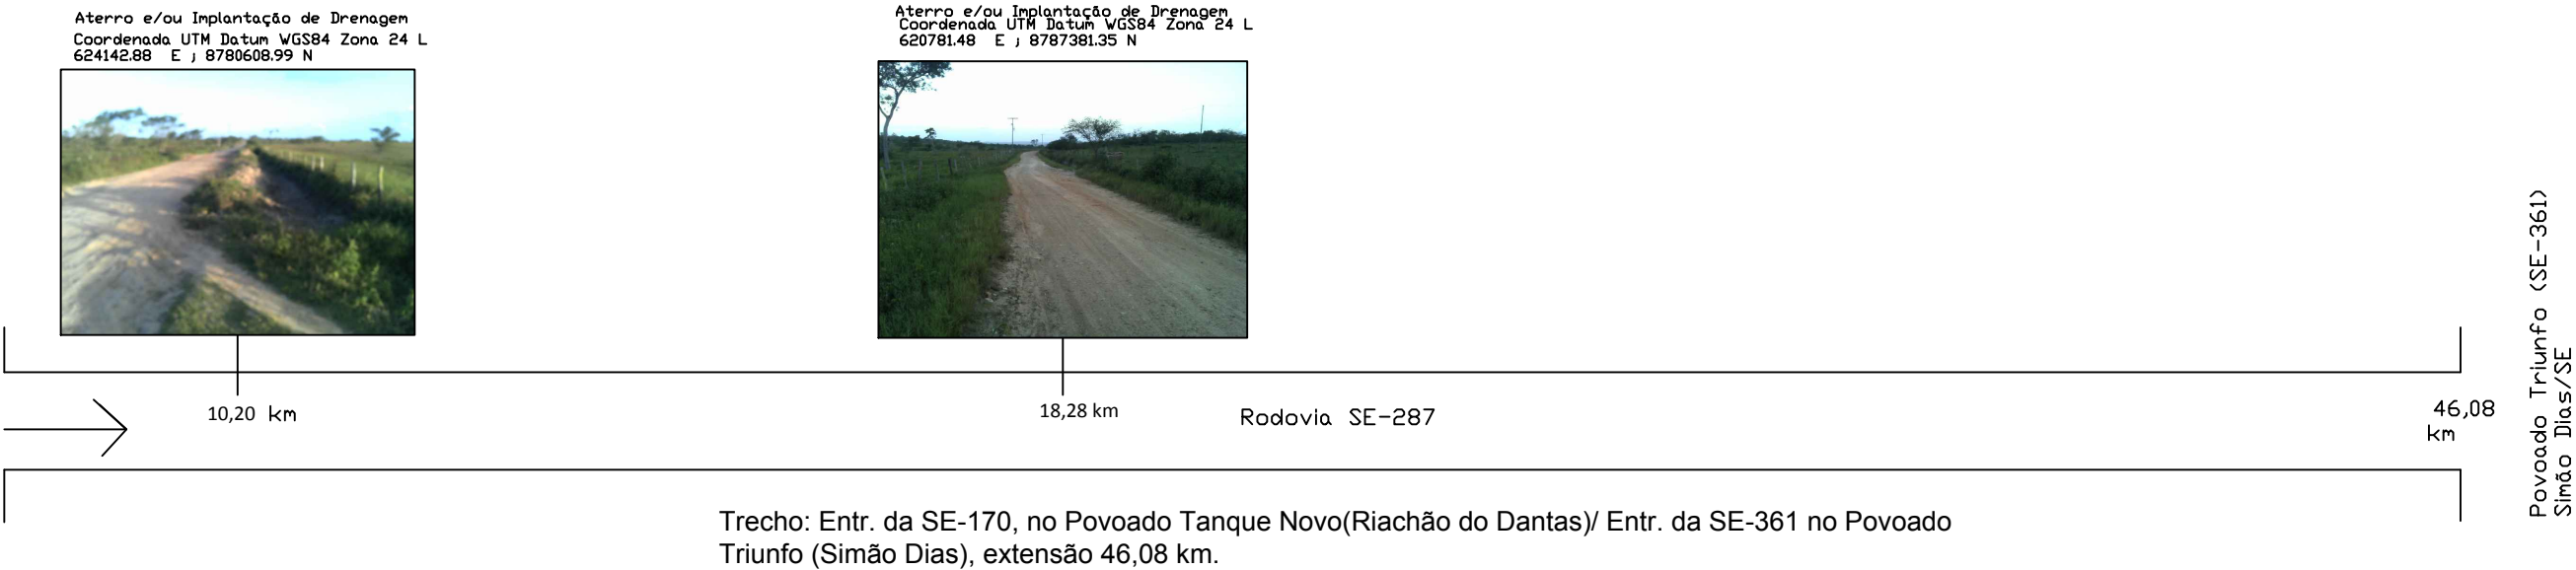 Aterro e/ou Implantação de Drenagem
Coordenada UTM Datum WGS84 Zona 24 L
624142.88 E ; 8780608.99 N
Aterro e/ou Implantação de Drenagem
Coordenada UTM Datum WGS84 Zona 24 L
620781.48 E ; 8787381.35 N
10,20 km
18,28 km
Rodovia SE-287
46,08
km
Povoado Triunfo (SE-361)
Simão Dias/SE
Trecho: Entr. da SE-170, no Povoado Tanque Novo(Riachão do Dantas)/ Entr. da SE-361 no Povoado
Triunfo (Simão Dias), extensão 46,08 km.